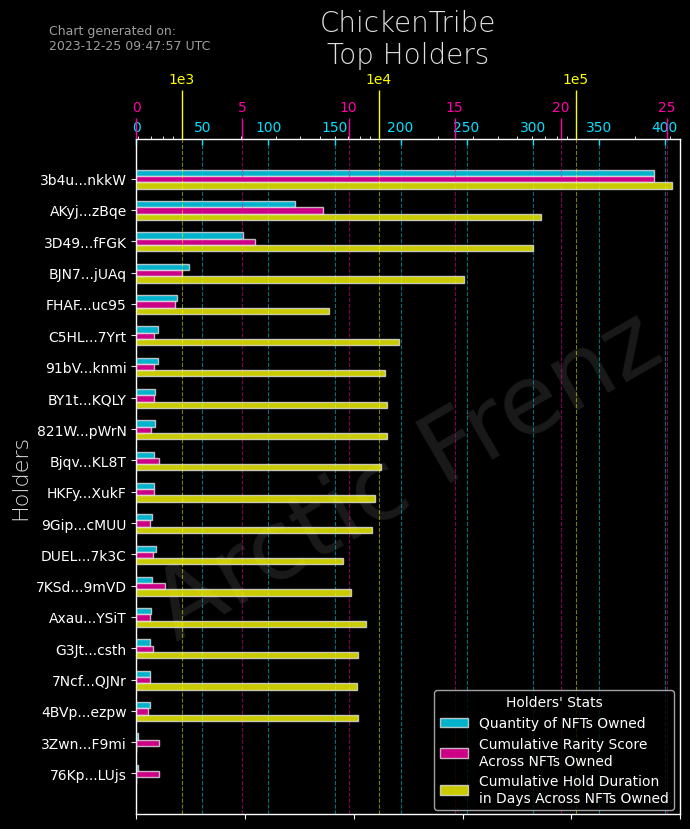 Chart generated on:
2023-12-25 09:47:57 UTC
ChickenTribe
Top Holders
1e3 1e4 1e5
0 5 10 15 20 25
0 50 100 150 200 250 300 350 400
Holders
3b4u...nkkW
AKyj...zBqe
3D49...fFGK
BJN7...jUAq
FHAF...uc95
C5HL...7Yrt
91bV...knmi
BY1t...KQLY
821W...pWrN
Bjqv...KL8T
HKFy...XukF
9Gip...cMUU
DUEL...7k3C
7KSd...9mVD
Axau...YSiT
G3Jt...csth
7Ncf...QJNr
4BVp...ezpw
3Zwn...F9mi
76Kp...LUjs
Arctic Frenz
Holders' Stats
Quantity of NFTs Owned
Cumulative Rarity Score
Across NFTs Owned
Cumulative Hold Duration
in Days Across NFTs Owned